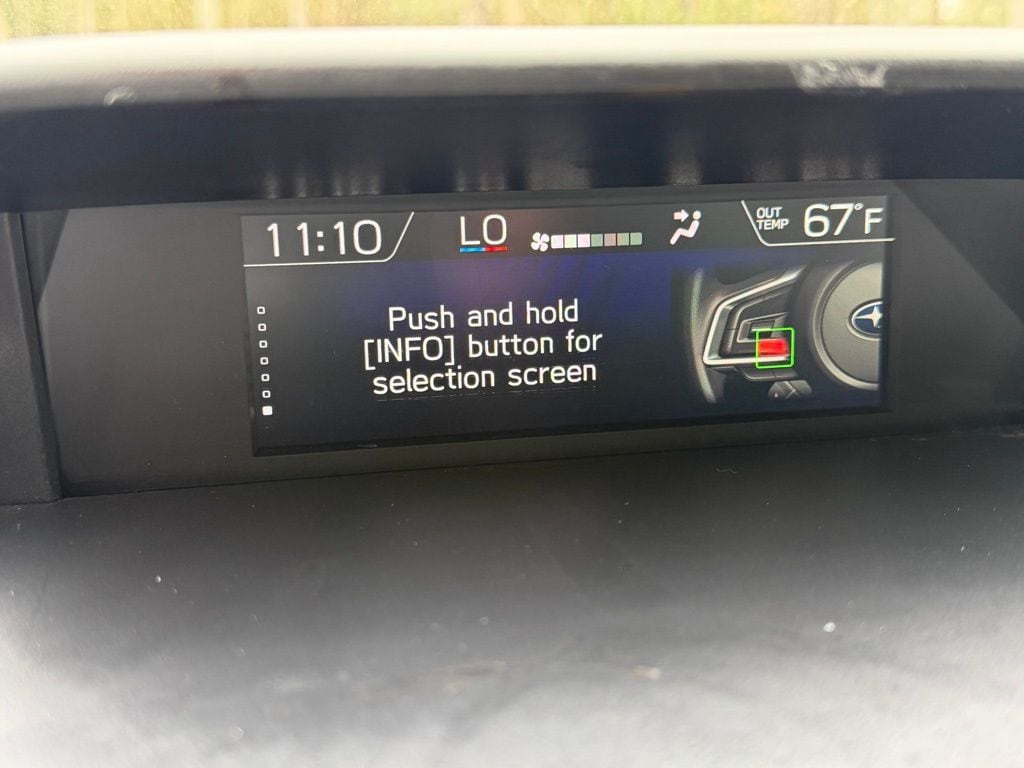 11:10
LO
OUT
TEMP
67°F
Push and hold
[INFO] button for
selection screen